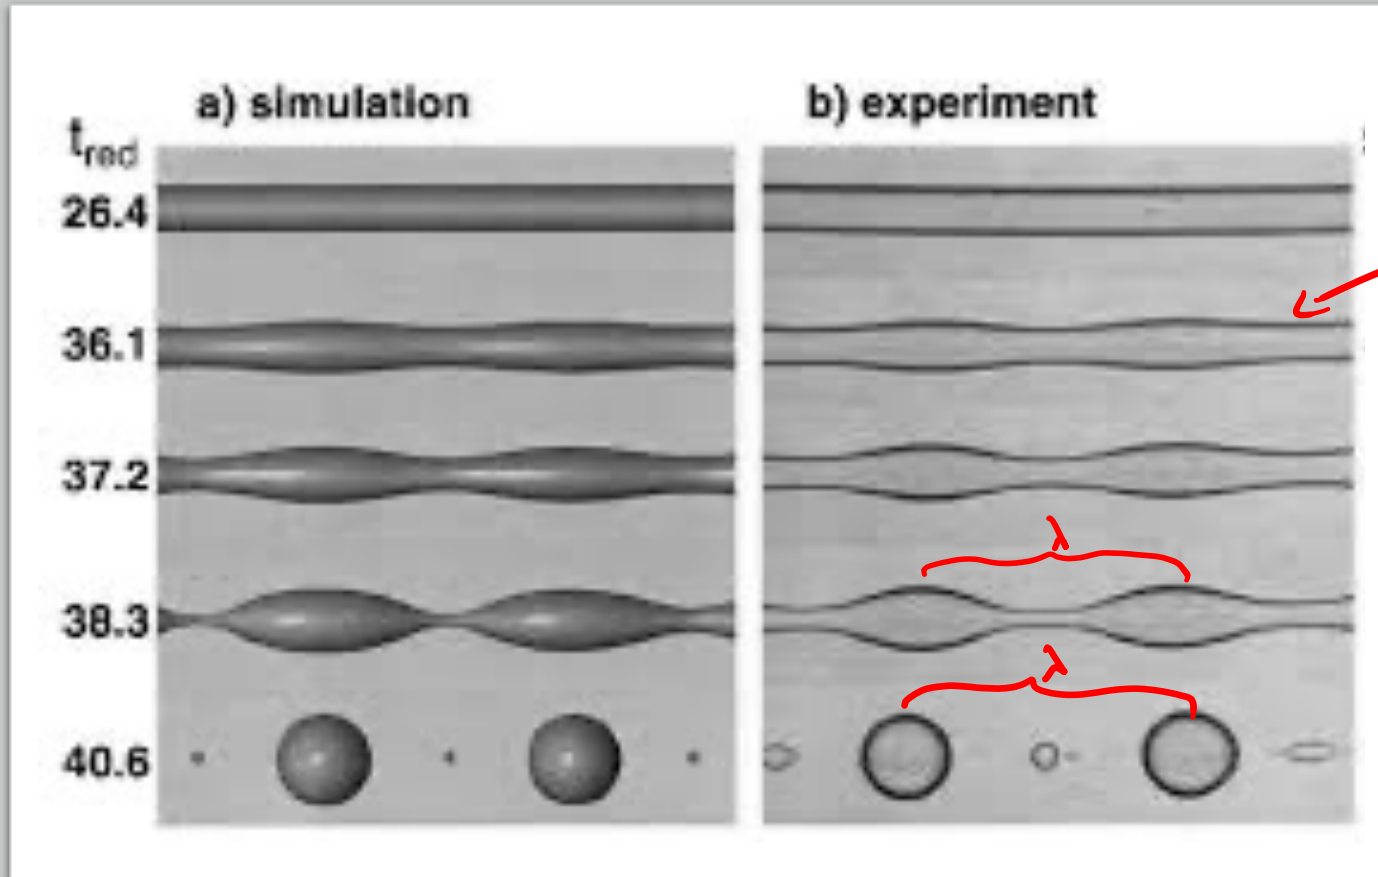 a) simulation
b) experiment
t_red
26.4
36.1
37.2
λ
38.3
λ
40.6